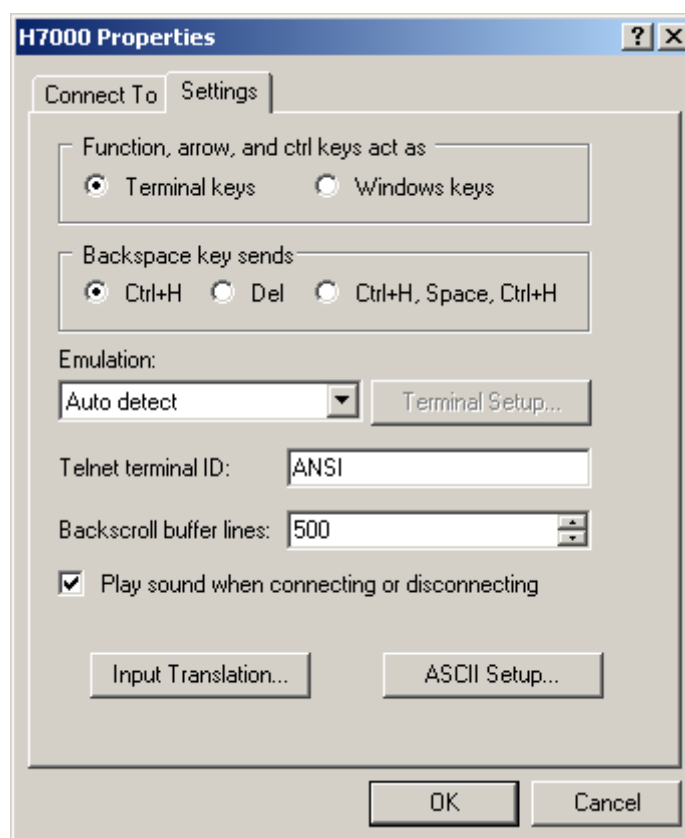 H7000 Properties
Connect To Settings
Function, arrow, and ctrl keys act as
Terminal keys Windows keys
Backspace key sends
Ctrl+H Del Ctrl+H, Space, Ctrl+H
Emulation:
Auto detect Terminal Setup...
Telnet terminal ID: ANSI
Backscroll buffer lines: 500
Play sound when connecting or disconnecting
Input Translation... ASCII Setup...
OK Cancel